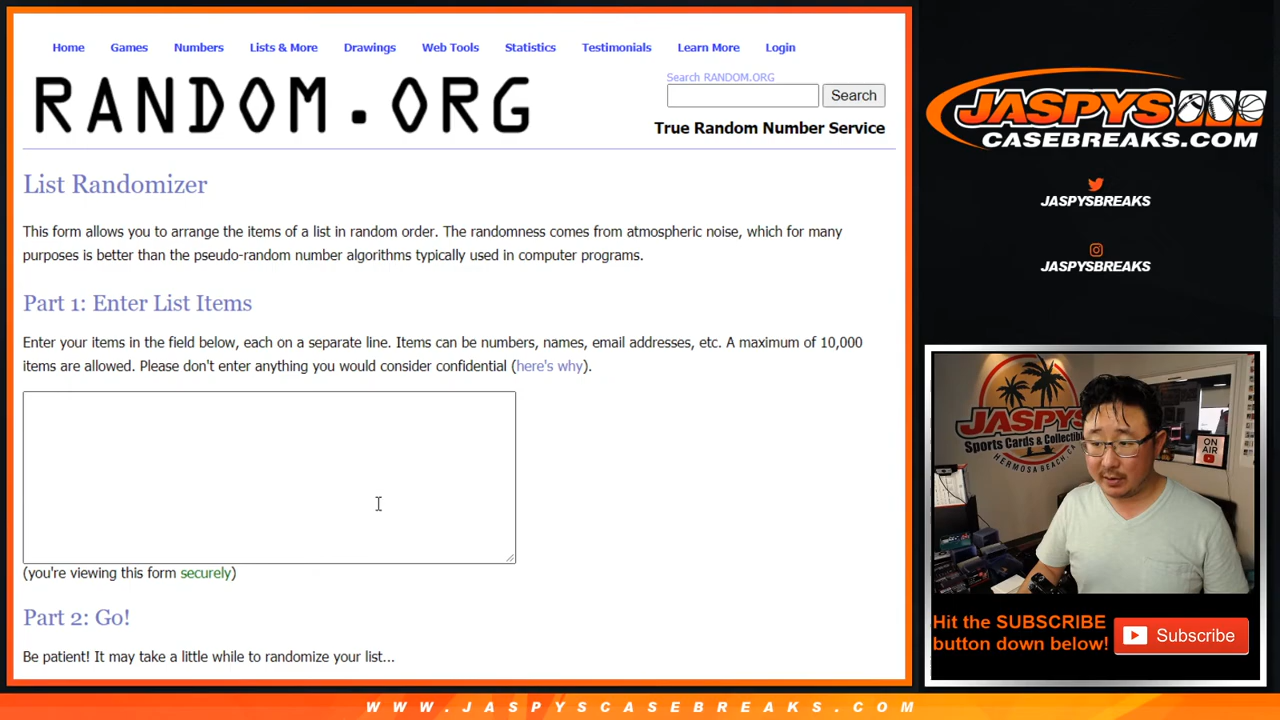 Home Games Numbers Lists & More Drawings Web Tools Statistics Testimonials Learn More Login
RANDOM.ORG
Search RANDOM.ORG
Search
True Random Number Service
List Randomizer
This form allows you to arrange the items of a list in random order. The randomness comes from atmospheric noise, which for many
purposes is better than the pseudo-random number algorithms typically used in computer programs.
Part 1: Enter List Items
Enter your items in the field below, each on a separate line. Items can be numbers, names, email addresses, etc. A maximum of 10,000
items are allowed. Please don't enter anything you would consider confidential (here's why).
(you're viewing this form securely)
Part 2: Go!
Be patient! It may take a little while to randomize your list...
JASPYS
CASEBREAKS.COM
JASPYSBREAKS
JASPYSBREAKS
JASPYS
Sports Cards & Collectibl
HERMOSA BEACH CA
ON
AIR
Hit the SUBSCRIBE
button down below!
Subscribe
WWW.JASPYSCASEBREAKS.COM